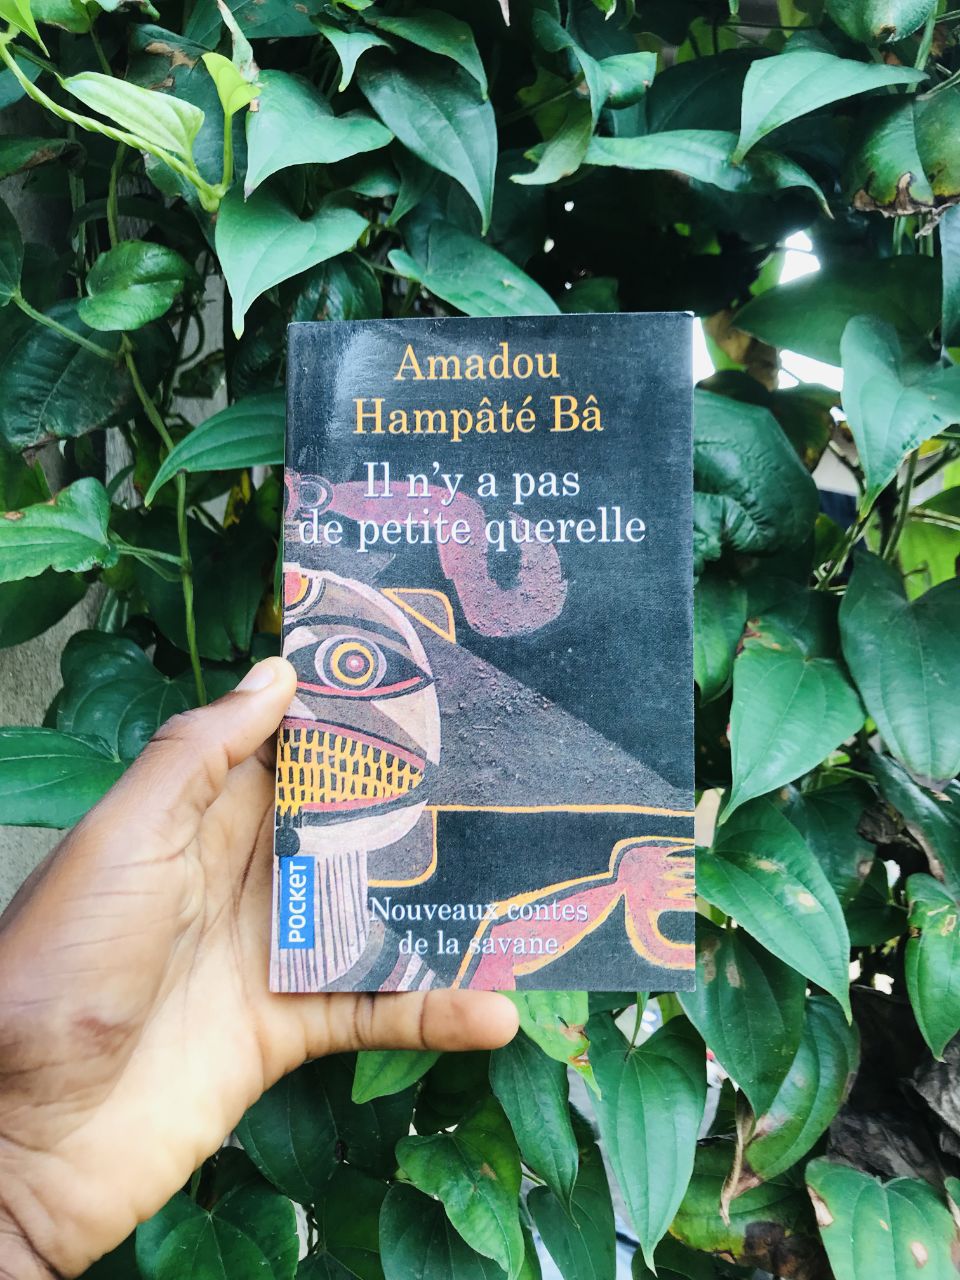 Amadou
Hampâté Bâ
Il n'y a pas
de petite querelle
POCKET
Nouveaux contes
de la savane